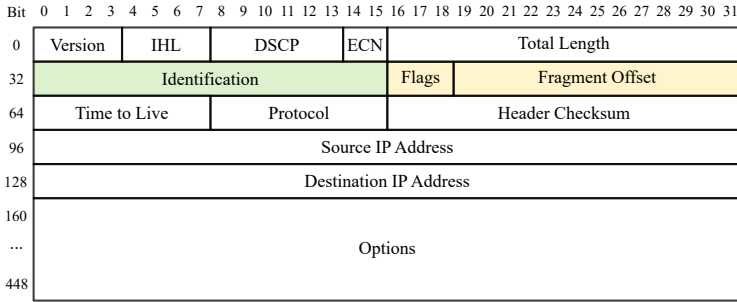 Bit 0 1 2 3 4 5 6 7 8 9 10 11 12 13 14 15 16 17 18 19 20 21 22 23 24 25 26 27 28 29 30 31
0 Version IHL DSCP ECN Total Length
32 Identification Flags Fragment Offset
64 Time to Live Protocol Header Checksum
96 Source IP Address
128 Destination IP Address
160
... Options
448